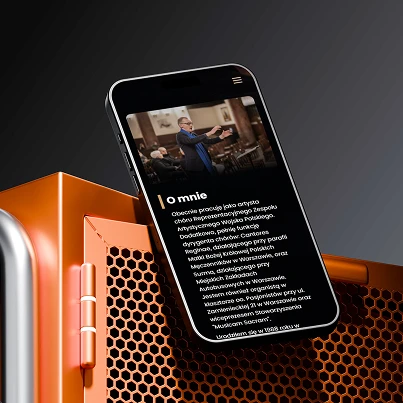 O mnie
Obecnie pracuję jako artysta
chóru Reprezentacyjnego Zespołu
Artystycznego Wojska Polskiego.
Dodatkowo, pełnię funkcję
dyrygenta chórów: Cantores
Reginae, działającego przy parafii
Matki Bożej Królowej Polskich
Męczenników w Warszawie, oraz
Surma, działającego przy
Miejskich Zakładach
Autobusowych w Warszawie.
Jestem również organistą w
klasztorze oo. Pasjonistów przy ul.
Zamienieckiej 21 w Warszawie oraz
wiceprezesem Stowarzyszenia
"Musicam Sacram".
Urodziłem się w 1968 roku w